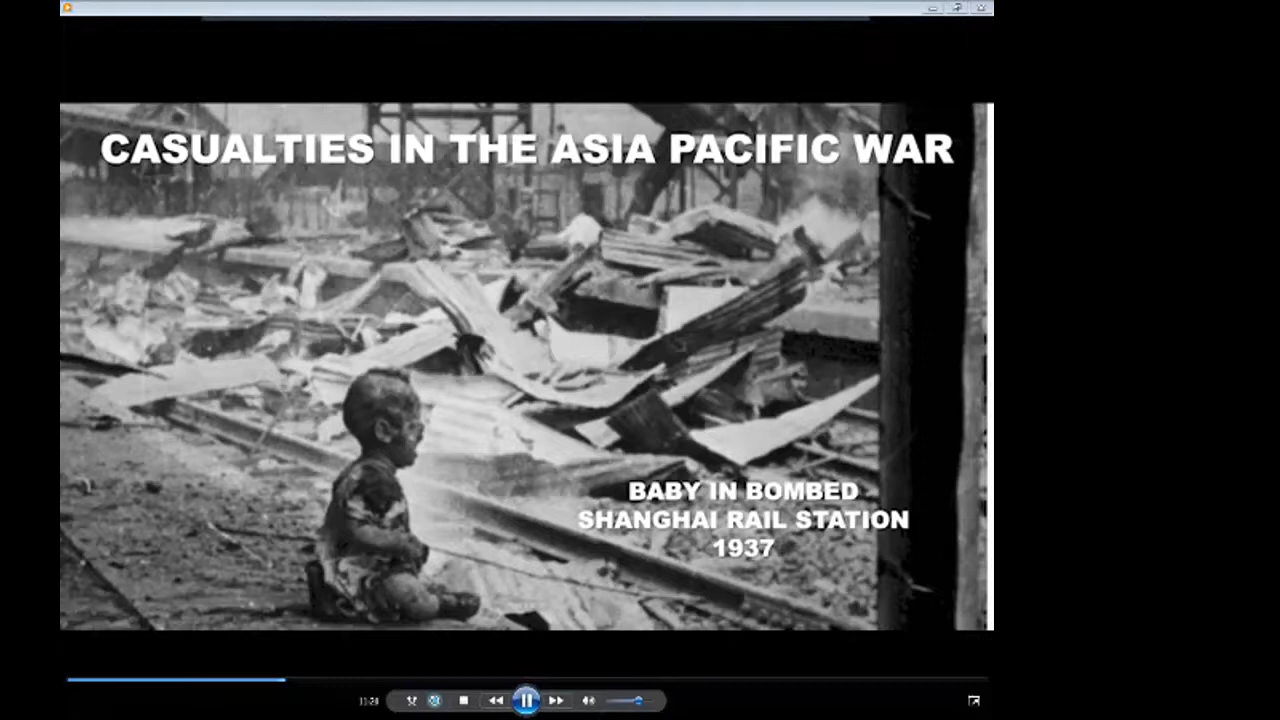 CASUALTIES IN THE ASIA PACIFIC WAR
BABY IN BOMBED
SHANGHAI RAIL STATION
1937